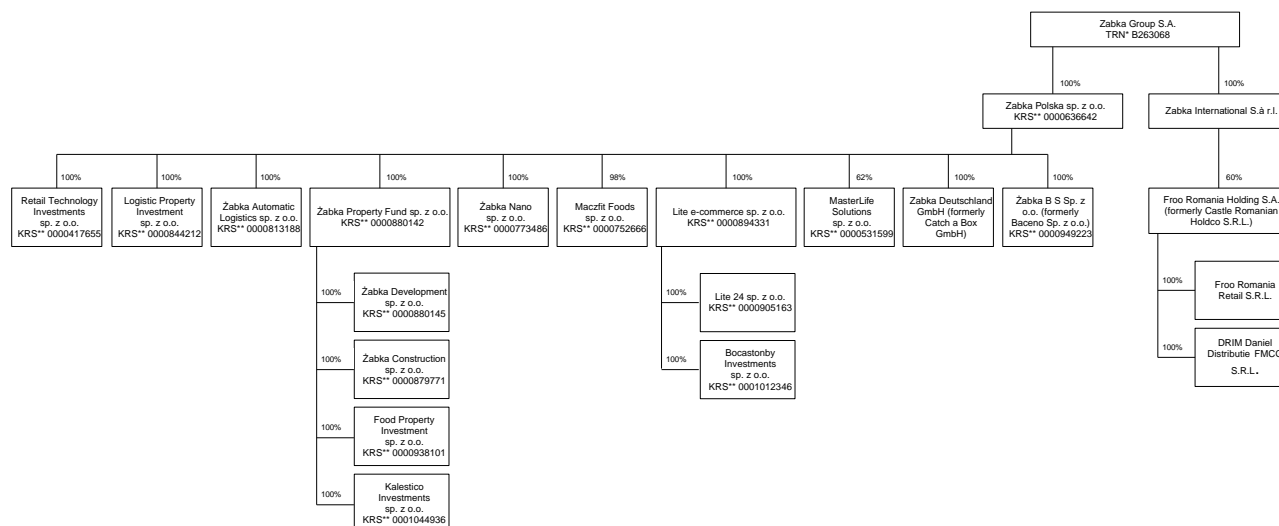 Zabka Group S.A.
TRN* B263068
100%
100%
Zabka Polska sp. z o.o.
KRS** 0000636642
Zabka International S.à r.l.
100%
100%
100%
100%
100%
98%
100%
62%
100%
100%
60%
Retail Technology
Investments
sp. z o.o.
KRS** 0000417655
Logistic Property
Investment
sp. z o.o.
KRS** 0000844212
Żabka Automatic
Logistics sp. z o.o.
KRS** 0000813188
Żabka Property Fund sp. z o.o.
KRS** 0000880142
Żabka Nano
sp. z o.o.
KRS** 0000773486
Maczfit Foods
sp. z o.o.
KRS** 0000752666
Lite e-commerce sp. z o.o.
KRS** 0000894331
MasterLife
Solutions
sp. z o.o.
KRS** 0000531599
Zabka Deutschland
GmbH (formerly
Catch a Box
GmbH)
Żabka B S Sp. z
o.o. (formerly
Baceno Sp. z o.o.)
KRS** 0000949223
Froo Romania Holding S.A.
(formerly Castle Romanian
Holdco S.R.L.)
100%
Żabka Development
sp. z o.o.
KRS** 0000880145
100%
Żabka Construction
sp. z o.o.
KRS** 0000879771
100%
Food Property
Investment
sp. z o.o.
KRS** 0000938101
100%
Kalestico
Investments
sp. z o.o.
KRS** 0001044936
100%
Lite 24 sp. z o.o.
KRS** 0000905163
100%
Bocastonby
Investments
sp. z o.o.
KRS** 0001012346
100%
Froo Romania
Retail S.R.L.
100%
DRIM Daniel
Distributie FMCG
S.R.L.